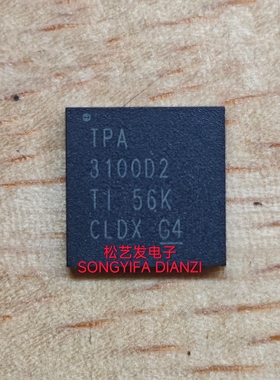 TPA
3100D2
TI 56K
CLDX G4
松艺发电子
SONGYIFA DIANZI